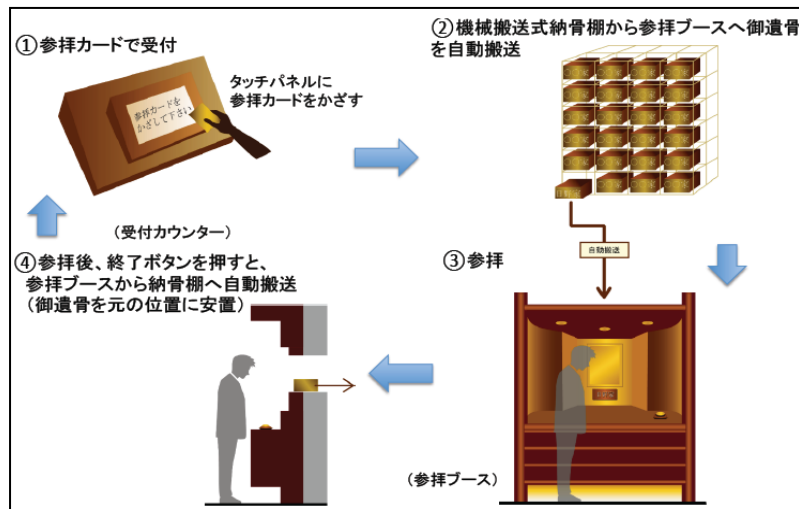 ①参拝カードで受付
タッチパネルに
参拝カードをかざす
参拝カードを
かざして下さい
(受付カウンター)
②機械搬送式納骨棚から参拝ブースへ御遺骨
を自動搬送
自動搬送
③参拝
(参拝ブース)
④参拝後、終了ボタンを押すと、
参拝ブースから納骨棚へ自動搬送
(御遺骨を元の位置に安置)